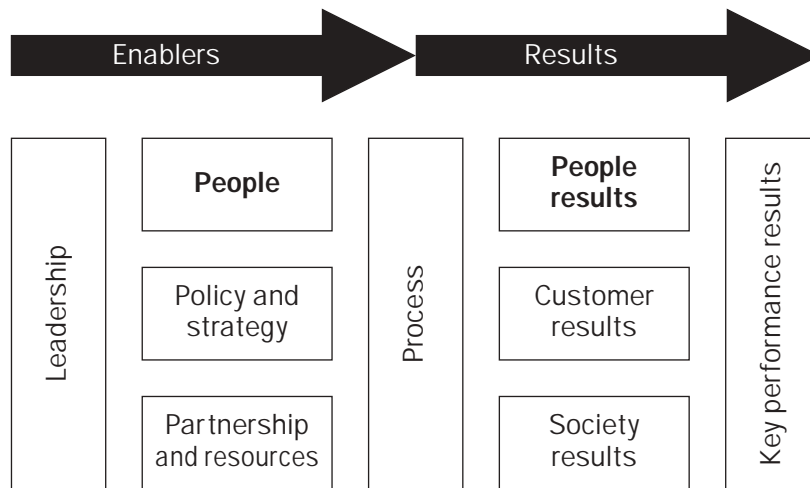 Enablers
Results
Leadership
People
Policy and
strategy
Partnership
and resources
Process
People
results
Customer
results
Society
results
Key performance results